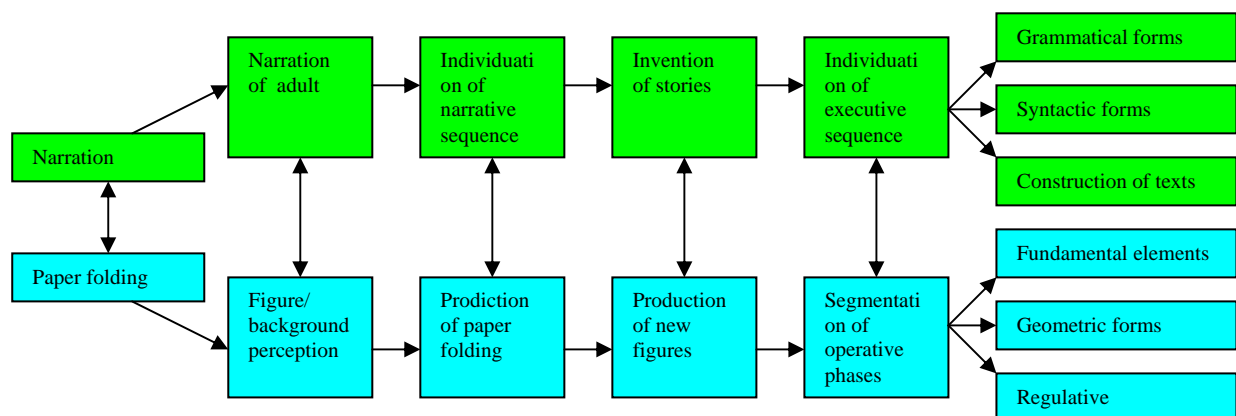 Narration
Narration
of  adult
Individuati
on of
narrative
sequence
Invention
of stories
Individuati
on of
executive
sequence
Grammatical forms
Syntactic forms
Construction of texts
Paper folding
Figure/
background
perception
Prodiction
of paper
folding
Production
of new
figures
Segmentati
on of
operative
phases
Fundamental elements
Geometric forms
Regulative